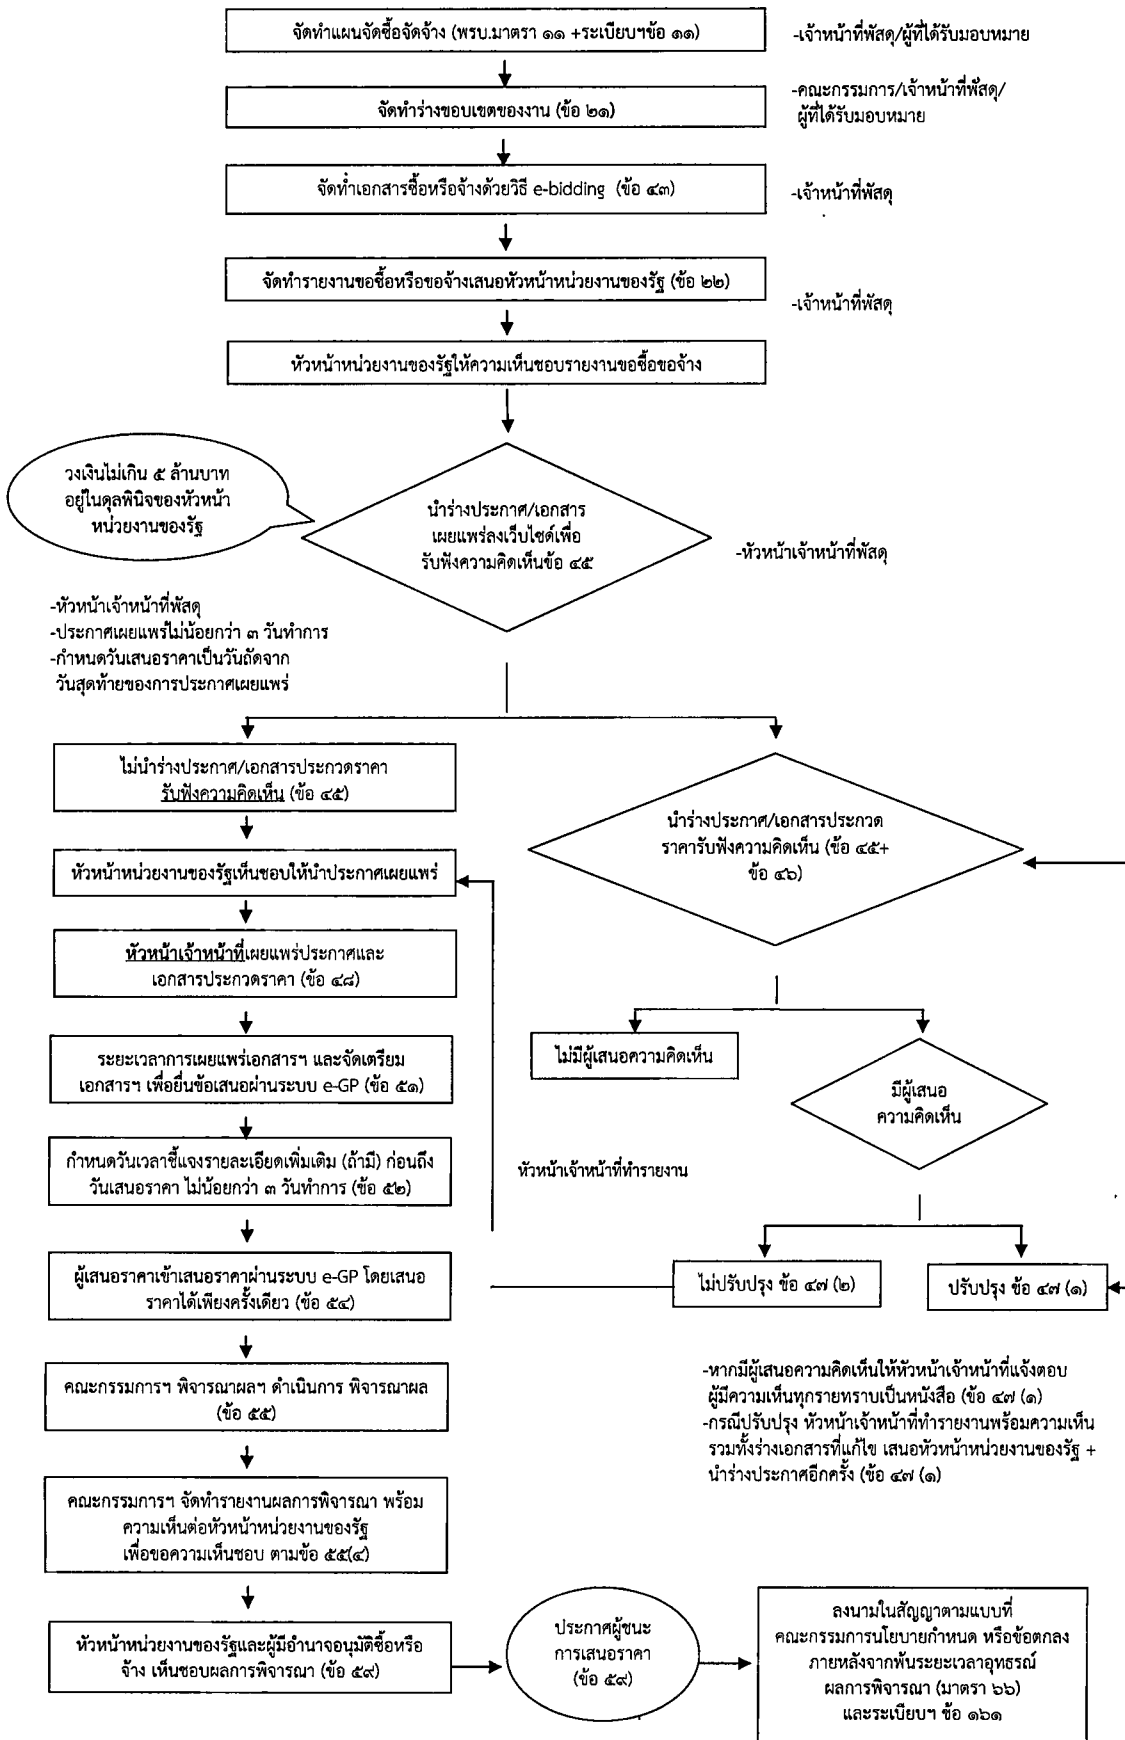 จัดทำแผนจัดซื้อจัดจ้าง (พรบ.มาตรา ๑๑ +ระเบียบฯข้อ ๑๑)
-เจ้าหน้าที่พัสดุ/ผู้ที่ได้รับมอบหมาย
จัดทำร่างขอบเขตของงาน (ข้อ ๒๑)
-คณะกรรมการ/เจ้าหน้าที่พัสดุ/
ผู้ที่ได้รับมอบหมาย
จัดทำเอกสารซื้อหรือจ้างด้วยวิธี e-bidding (ข้อ ๔๓)
-เจ้าหน้าที่พัสดุ
จัดทำรายงานขอซื้อหรือขอจ้างเสนอหัวหน้าหน่วยงานของรัฐ (ข้อ ๒๒)
-เจ้าหน้าที่พัสดุ
หัวหน้าหน่วยงานของรัฐให้ความเห็นชอบรายงานขอซื้อขอจ้าง
วงเงินไม่เกิน ๕ ล้านบาท
อยู่ในดุลพินิจของหัวหน้า
หน่วยงานของรัฐ
นำร่างประกาศ/เอกสาร
เผยแพร่ลงเว็บไซต์เพื่อ
รับฟังความคิดเห็นข้อ ๔๕
-หัวหน้าเจ้าหน้าที่พัสดุ
-หัวหน้าเจ้าหน้าที่พัสดุ
-ประกาศเผยแพร่ไม่น้อยกว่า ๓ วันทำการ
-กำหนดวันเสนอราคาเป็นวันถัดจาก
วันสุดท้ายของการประกาศเผยแพร่
ไม่นำร่างประกาศ/เอกสารประกวดราคา
รับฟังความคิดเห็น (ข้อ ๔๕)
นำร่างประกาศ/เอกสารประกวด
ราคารับฟังความคิดเห็น (ข้อ ๔๕+
ข้อ ๔๖)
หัวหน้าหน่วยงานของรัฐเห็นชอบให้นำประกาศเผยแพร่
หัวหน้าเจ้าหน้าที่เผยแพร่ประกาศและ
เอกสารประกวดราคา (ข้อ ๔๘)
ไม่มีผู้เสนอความคิดเห็น
ระยะเวลาการเผยแพร่เอกสารฯ และจัดเตรียม
เอกสารฯ เพื่อยื่นข้อเสนอผ่านระบบ e-GP (ข้อ ๕๑)
มีผู้เสนอ
ความคิดเห็น
กำหนดวันเวลาชี้แจงรายละเอียดเพิ่มเติม (ถ้ามี) ก่อนถึง
วันเสนอราคา ไม่น้อยกว่า ๓ วันทำการ (ข้อ ๕๒)
หัวหน้าเจ้าหน้าที่ทำรายงาน
ผู้เสนอราคาเข้าเสนอราคาผ่านระบบ e-GP โดยเสนอ
ราคาได้เพียงครั้งเดียว (ข้อ ๕๔)
ไม่ปรับปรุง ข้อ ๔๗ (๒)
ปรับปรุง ข้อ ๔๗ (๑)
คณะกรรมการฯ พิจารณาผลฯ ดำเนินการ พิจารณาผล
(ข้อ ๕๕)
-หากมีผู้เสนอความคิดเห็นให้หัวหน้าเจ้าหน้าที่แจ้งตอบ
ผู้มีความเห็นทุกรายทราบเป็นหนังสือ (ข้อ ๔๗ (๑)
-กรณีปรับปรุง หัวหน้าเจ้าหน้าที่ทำรายงานพร้อมความเห็น
รวมทั้งร่างเอกสารที่แก้ไข เสนอหัวหน้าหน่วยงานของรัฐ +
นำร่างประกาศอีกครั้ง (ข้อ ๔๗ (๑)
คณะกรรมการฯ จัดทำรายงานผลการพิจารณา พร้อม
ความเห็นต่อหัวหน้าหน่วยงานของรัฐ
เพื่อขอความเห็นชอบ ตามข้อ ๕๕(๔)
หัวหน้าหน่วยงานของรัฐและผู้มีอำนาจอนุมัติซื้อหรือ
จ้าง เห็นชอบผลการพิจารณา (ข้อ ๕๙)
ประกาศผู้ชนะ
การเสนอราคา
(ข้อ ๕๙)
ลงนามในสัญญาตามแบบที่
คณะกรรมการนโยบายกำหนด หรือข้อตกลง
ภายหลังจากพ้นระยะเวลาอุทธรณ์
ผลการพิจารณา (มาตรา ๖๖)
และระเบียบฯ ข้อ ๑๖๑